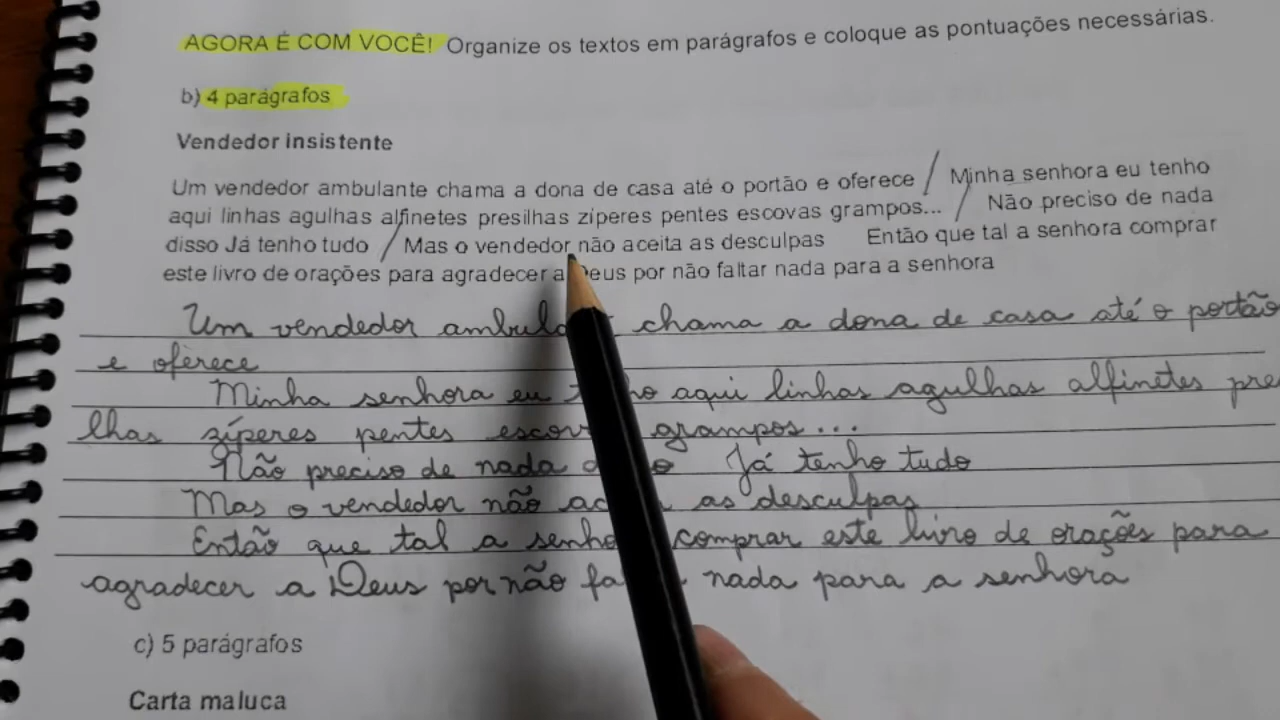 AGORA É COM VOCÊ! Organize os textos em parágrafos e coloque as pontuações necessárias.
b) 4 parágrafos
Vendedor insistente
Um vendedor ambulante chama a dona de casa até o portão e oferece / Minha senhora eu tenho
aqui linhas agulhas alfinetes presilhas zíperes pentes escovas grampos... / Não preciso de nada
disso Já tenho tudo / Mas o vendedor não aceita as desculpas Então que tal a senhora comprar
este livro de orações para agradecer a Deus por não faltar nada para a senhora
Um vendedor chama a dona de casa até o portão
e oferece
Minha senhora eu aqui linhas agulhas alfinetes pre
lhas zíperes pentes grampos...
Não preciso de nada Já tenho tudo
Mas o vendedor não as desculpas
Então que tal a comprar este livro de orações para
agradecer a Deus por não nada para a senhora
c) 5 parágrafos
Carta maluca